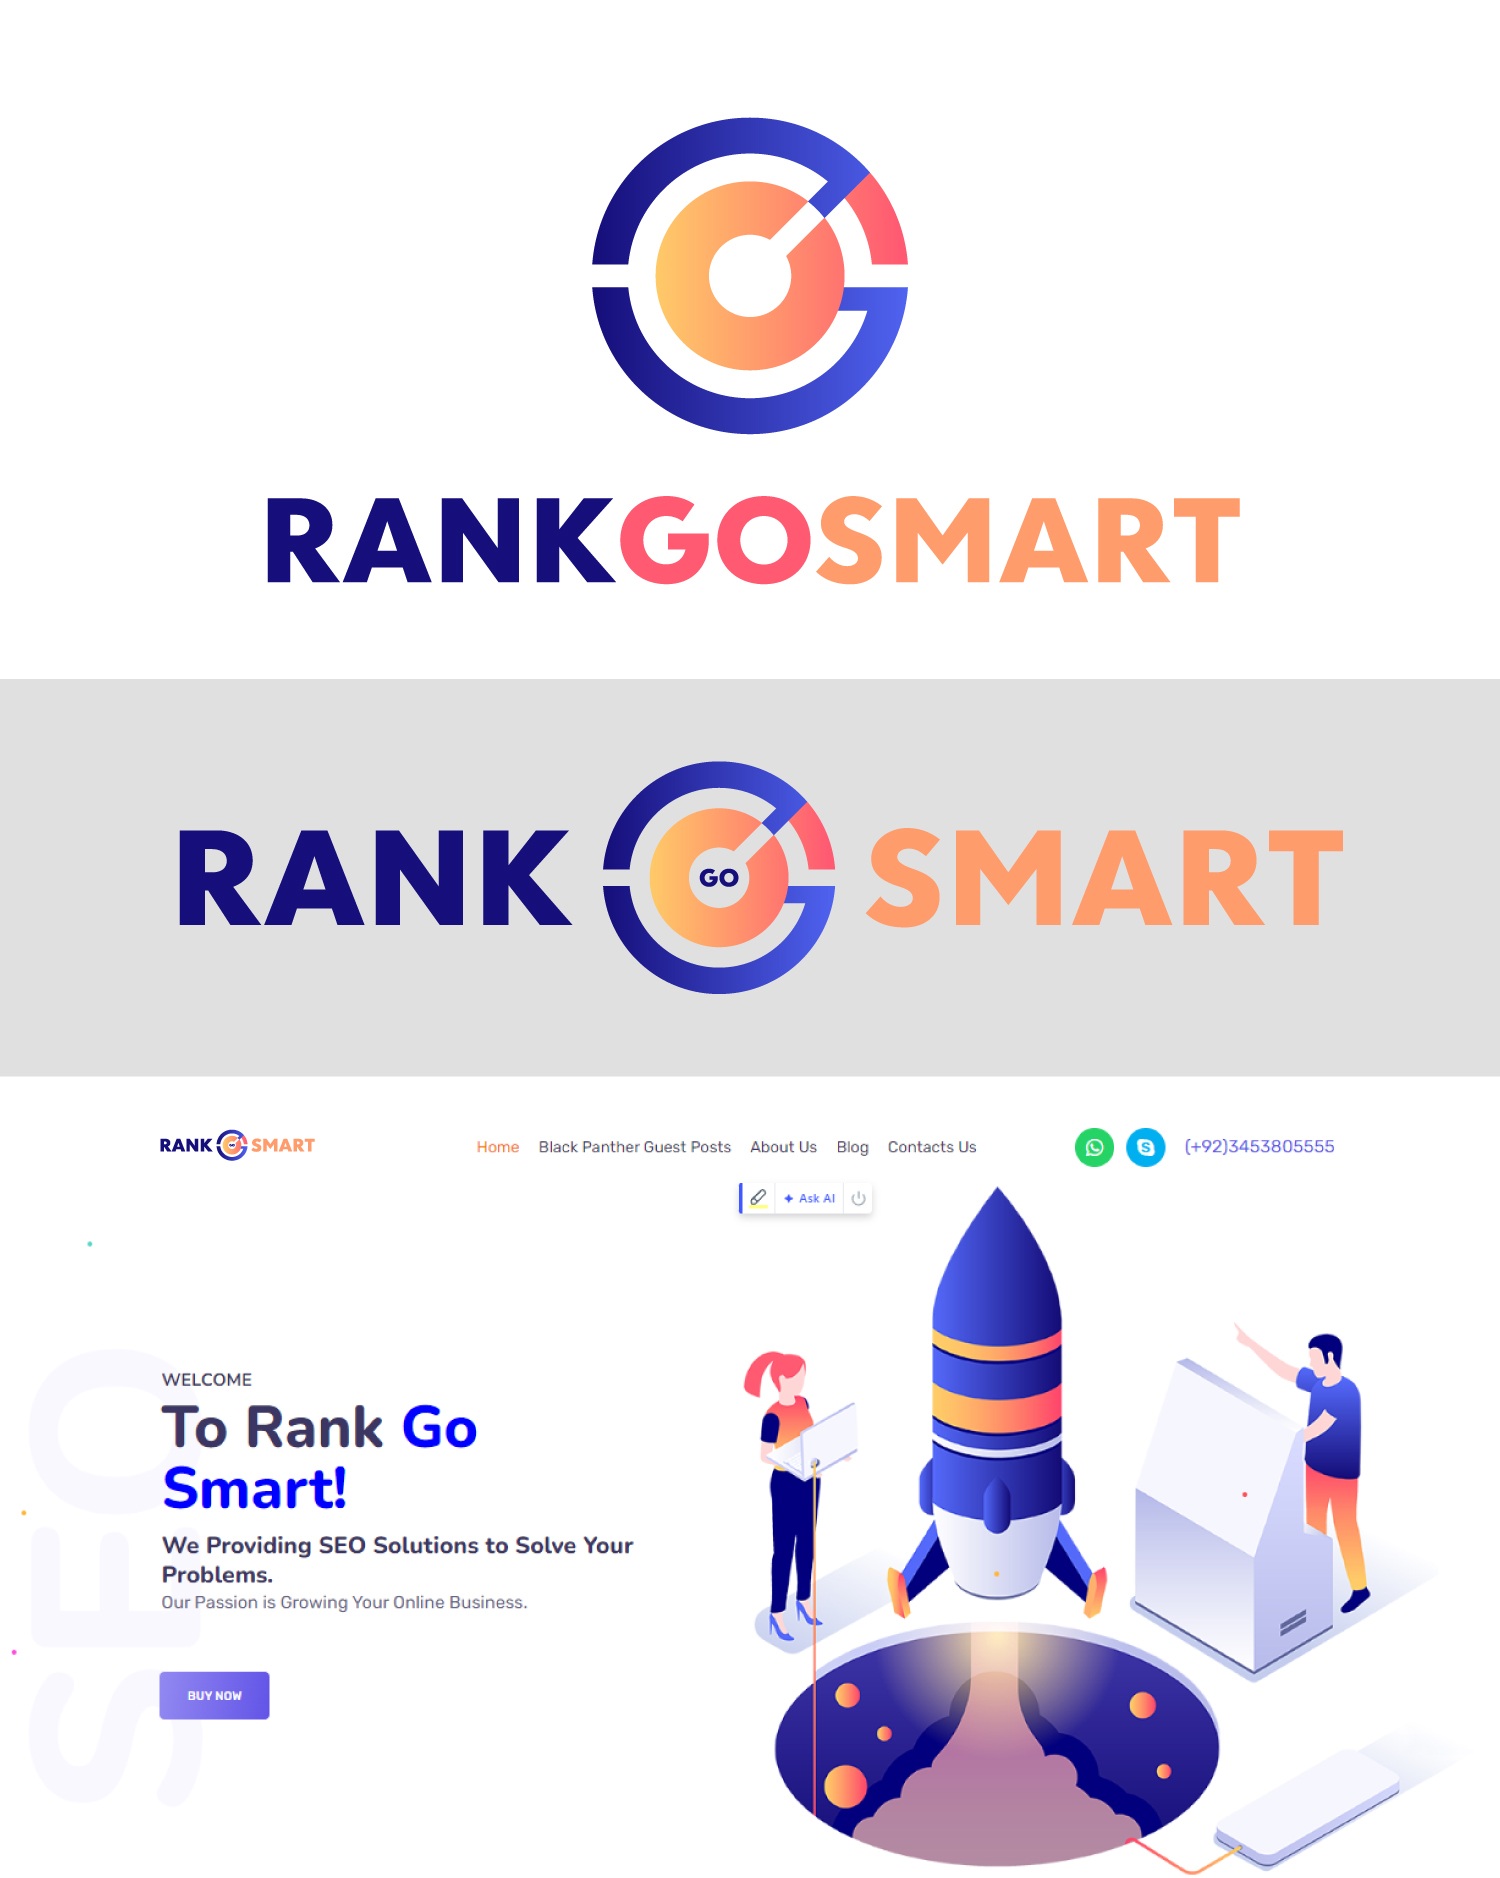 RANKGOSMART
RANK GO SMART
RANK GO SMART
Home Black Panther Guest Posts About Us Blog Contacts Us (+92)3453805555
Ask AI
SEO
WELCOME
To Rank Go
Smart!
We Providing SEO Solutions to Solve Your
Problems.
Our Passion is Growing Your Online Business.
BUY NOW